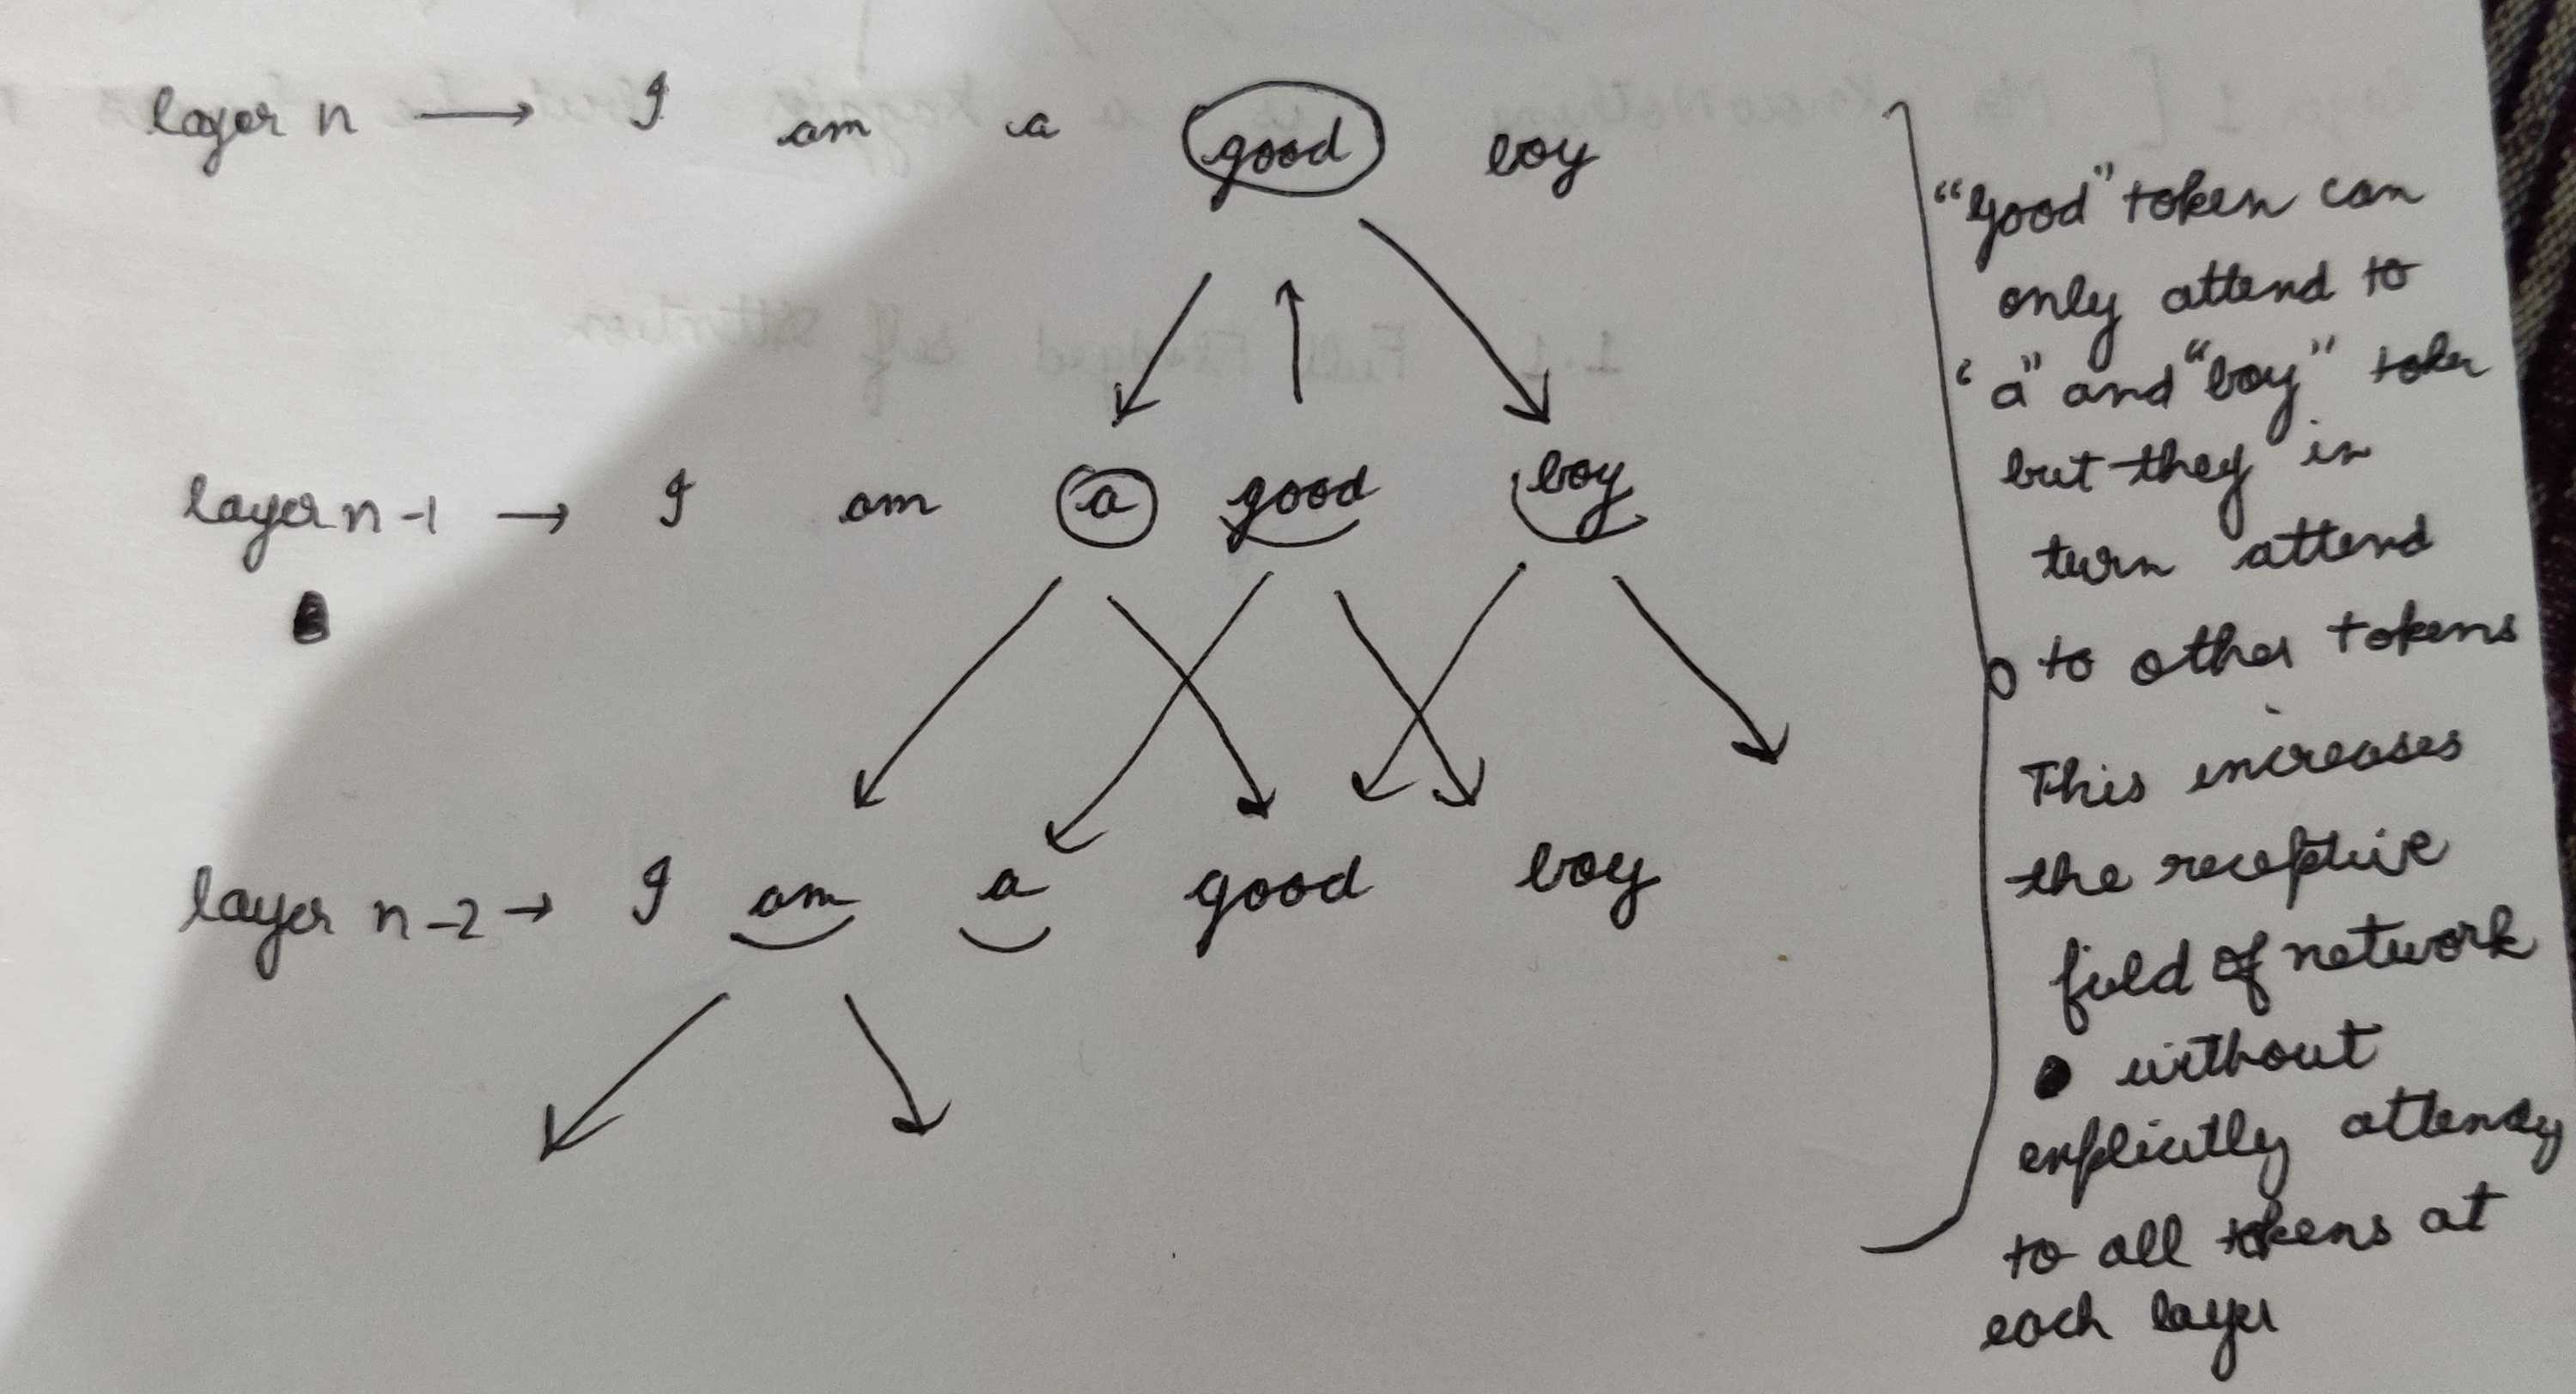 layer n → I am a good boy
layer n-1 → I am a good boy
layer n-2 → I am a good boy
"good" token can
only attend to
"a" and "boy" token
but they in
turn attend
to other tokens
This increases
the receptive
field of network
without
explicitly
to all tokens at
each layer